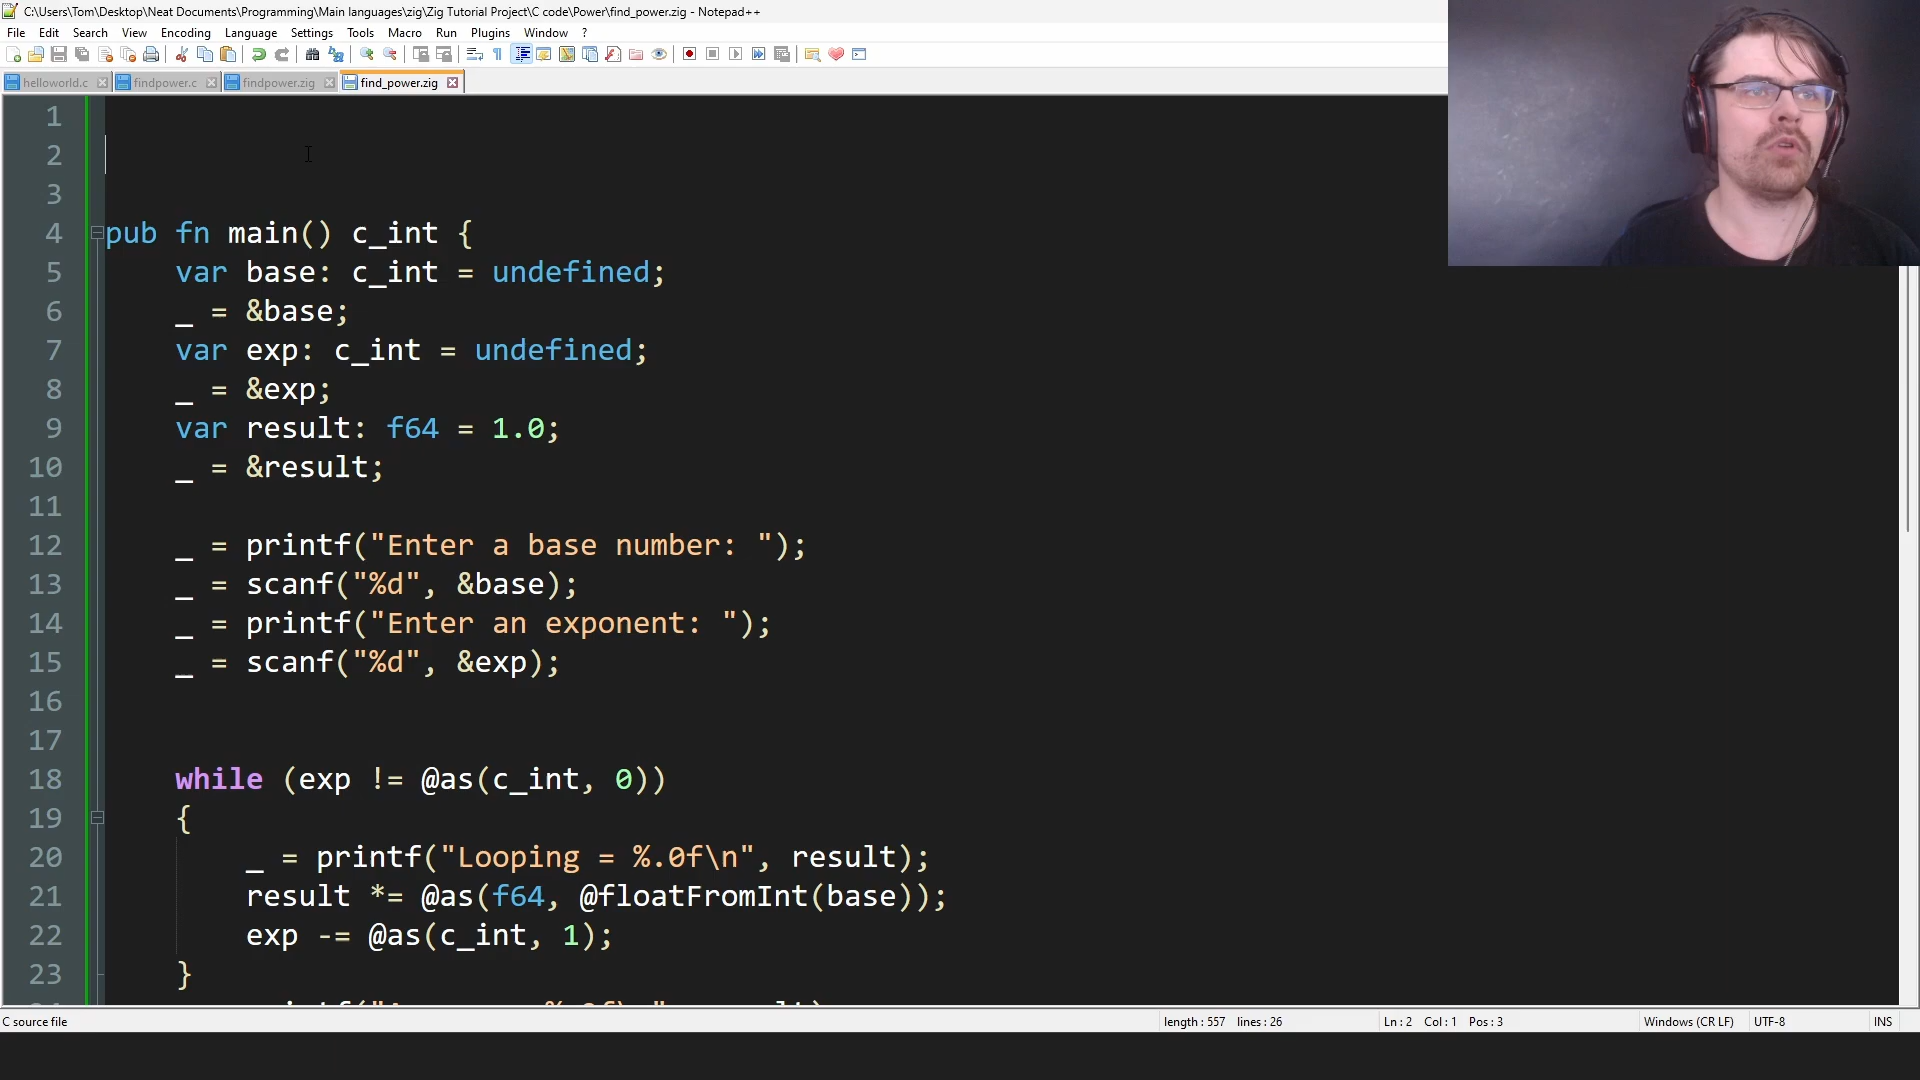 C:\Users\Tom\Desktop\Neat Documents\Programming\Main languages\zig\Zig Tutorial Project\C code\Power\find_power.zig - Notepad++
File Edit Search View Encoding Language Settings Tools Macro Run Plugins Window ?
helloworld.c findpower.c findpower.zig find_power.zig
1
2
3
4 pub fn main() c_int {
5 var base: c_int = undefined;
6 _ = &base;
7 var exp: c_int = undefined;
8 _ = &exp;
9 var result: f64 = 1.0;
10 _ = &result;
11
12 _ = printf("Enter a base number: ");
13 _ = scanf("%d", &base);
14 _ = printf("Enter an exponent: ");
15 _ = scanf("%d", &exp);
16
17
18 while (exp != @as(c_int, 0))
19 {
20 _ = printf("Looping = %.0f\n", result);
21 result *= @as(f64, @floatFromInt(base));
22 exp -= @as(c_int, 1);
23 }
C source file length : 557 lines : 26 Ln : 2 Col : 1 Pos : 3 Windows (CR LF) UTF-8 INS